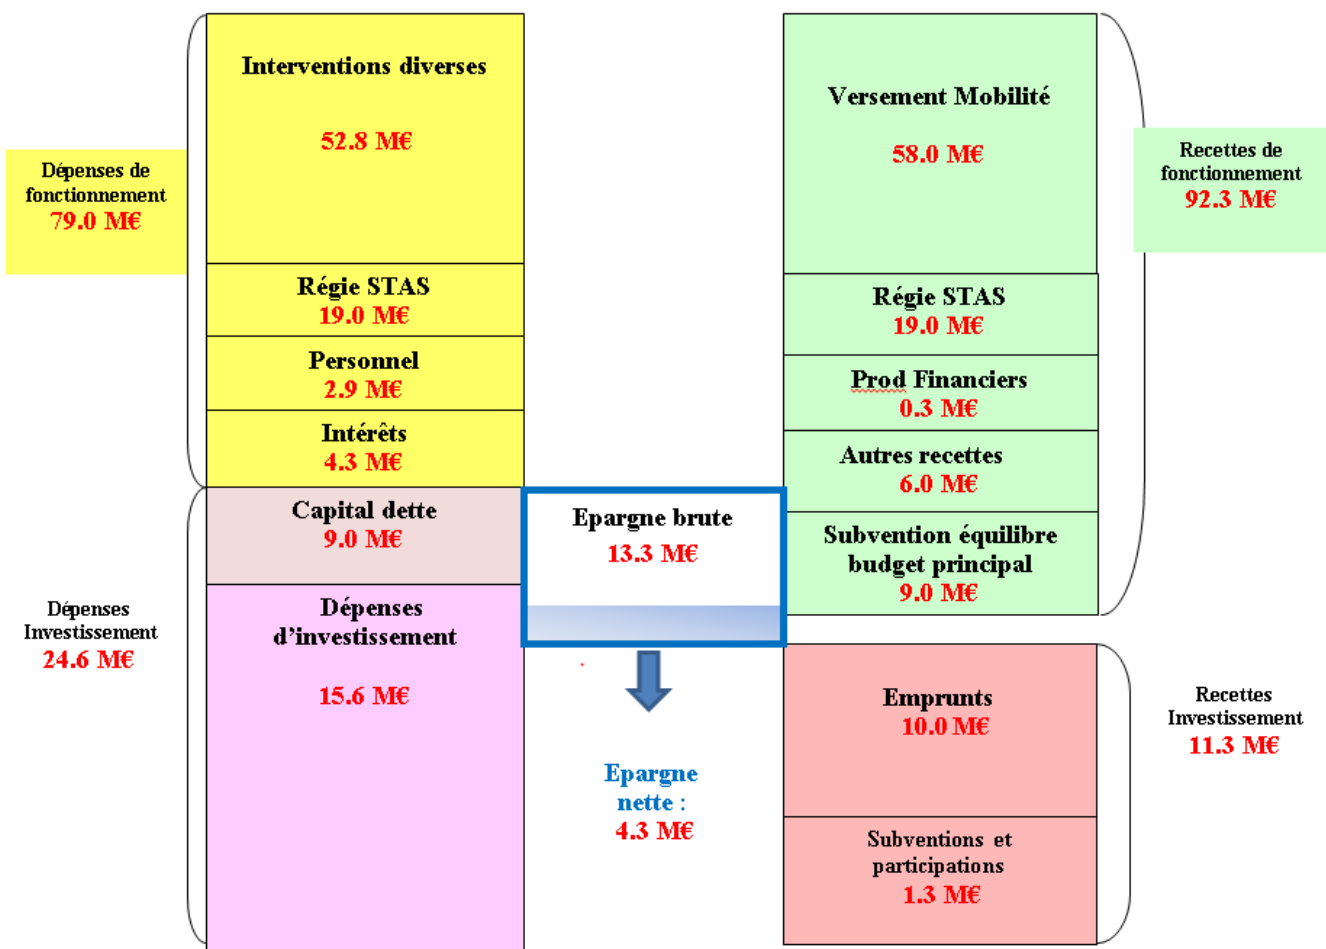 Dépenses de
fonctionnement
79.0 M€
Interventions diverses
52.8 M€
Régie STAS
19.0 M€
Personnel
2.9 M€
Intérêts
4.3 M€
Dépenses
Investissement
24.6 M€
Capital dette
9.0 M€
Dépenses
d’investissement
15.6 M€
Epargne brute
13.3 M€
Epargne
nette :
4.3 M€
Versement Mobilité
58.0 M€
Régie STAS
19.0 M€
Prod Financiers
0.3 M€
Autres recettes
6.0 M€
Subvention équilibre
budget principal
9.0 M€
Recettes de
fonctionnement
92.3 M€
Emprunts
10.0 M€
Subventions et
participations
1.3 M€
Recettes
Investissement
11.3 M€